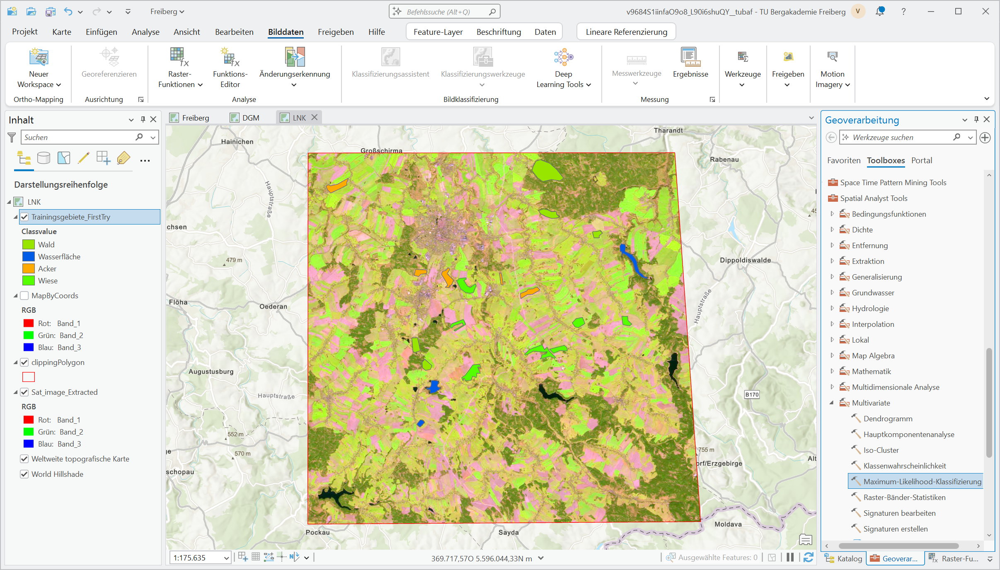 Freiberg
Befehlssuche (Alt+Q)
v9684S1iinfaO9o8_L90i6shuQY__tubaf - TU Bergakademie Freiberg
V
?
Projekt
Karte
Einfügen
Analyse
Ansicht
Bearbeiten
Bilddaten
Freigeben
Hilfe
Feature-Layer
Beschriftung
Daten
Lineare Referenzierung
Neuer
Workspace
Ortho-Mapping
Georeferenzieren
Ausrichtung
Raster-
Funktionen
Funktions-
Editor
Änderungserkennung
Analyse
Klassifizierungsassistent
Klassifizierungswerkzeuge
Deep
Learning Tools
Bildklassifizierung
Messwerkzeuge
Ergebnisse
Messung
Werkzeuge
Freigeben
Motion
Imagery
Inhalt
Suchen
Darstellungsreihenfolge
LNK
Trainingsgebiete_FirstTry
Classvalue
Wald
Wasserfläche
Acker
Wiese
MapByCoords
RGB
Rot: Band_1
Grün: Band_2
Blau: Band_3
clippingPolygon
Sat_image_Extracted
RGB
Rot: Band_1
Grün: Band_2
Blau: Band_3
Weltweite topografische Karte
World Hillshade
Freiberg
DGM
LNK
Tharandt
Hainichen
Großschirma
Rabenau
Hauptstraße
chsen
479 m
Dippoldiswalde
Flöha
Oederan
Hauptstraße
Augustusburg
Hauptstraße
B170
552 m
570 m
755 m
ge
Alt
orf/Erzgebirge
schopau
Moldava
Pockau
Sayda
45
1:175.635
369.717,57O 5.596.044,33N m
Ausgewählte Features: 0
Geoverarbeitung
Werkzeuge suchen
Favoriten
Toolboxes
Portal
Space Time Pattern Mining Tools
Spatial Analyst Tools
Bedingungsfunktionen
Dichte
Entfernung
Extraktion
Generalisierung
Grundwasser
Hydrologie
Interpolation
Lokal
Map Algebra
Mathematik
Multidimensionale Analyse
Multivariate
Dendrogramm
Hauptkomponentenanalyse
Iso-Cluster
Klassenwahrscheinlichkeit
Maximum-Likelihood-Klassifizierung
Raster-Bänder-Statistiken
Signaturen bearbeiten
Signaturen erstellen
Katalog
Geoverar...
Raster-Fu...